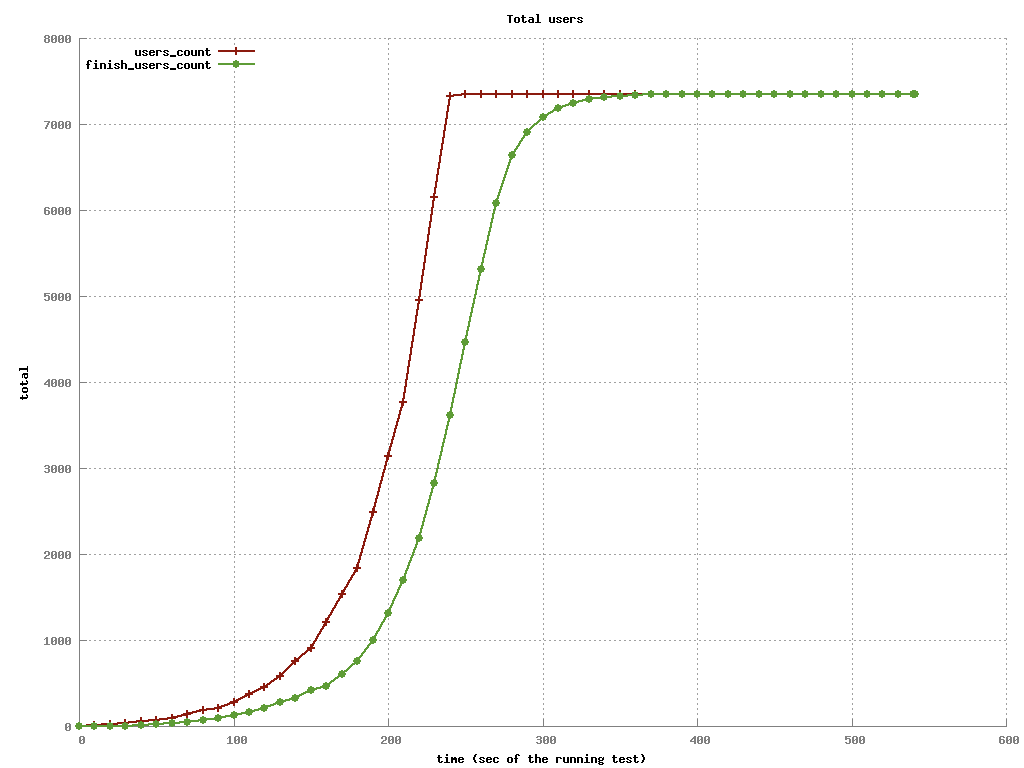 Total users
users_count
finish_users_count
8000
7000
6000
5000
4000
3000
2000
1000
0
total
0 100 200 300 400 500 600
time (sec of the running test)